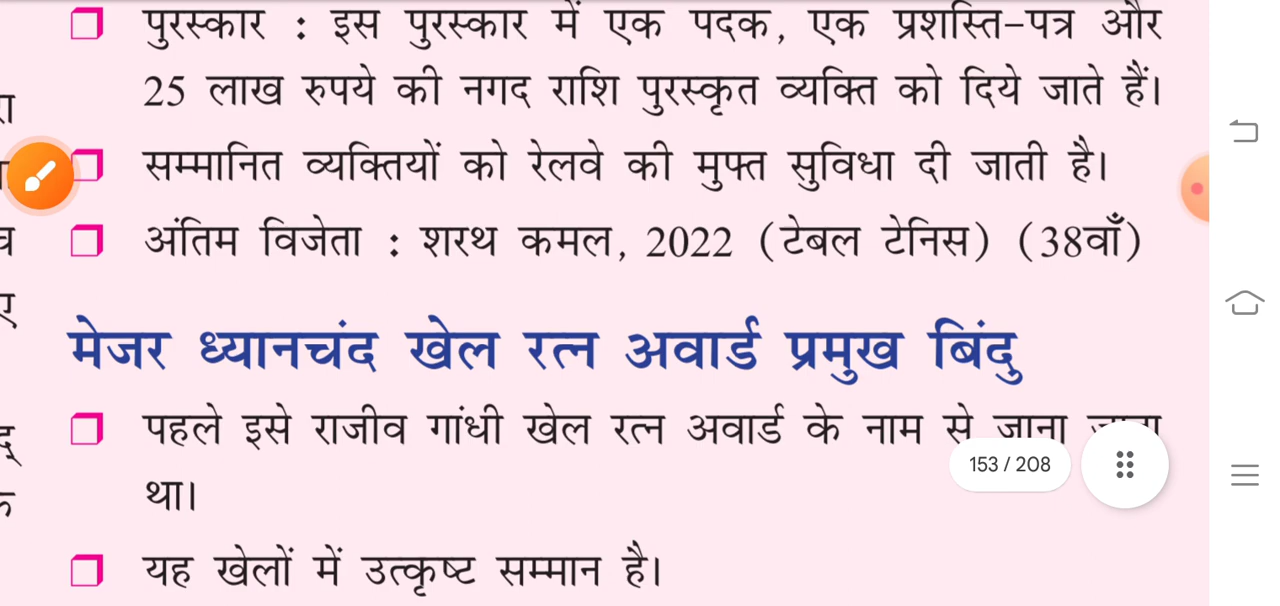 पुरस्कार : इस पुरस्कार में एक पदक, एक प्रशस्ति-पत्र और
25 लाख रुपये की नगद राशि पुरस्कृत व्यक्ति को दिये जाते हैं।
सम्मानित व्यक्तियों को रेलवे की मुफ्त सुविधा दी जाती है।
अंतिम विजेता : शरथ कमल, 2022 (टेबल टेनिस) (38वाँ)
मेजर ध्यानचंद खेल रत्न अवार्ड प्रमुख बिंदु
पहले इसे राजीव गांधी खेल रत्न अवार्ड के नाम से जाना
153 / 208
था।
यह खेलों में उत्कृष्ट सम्मान है।